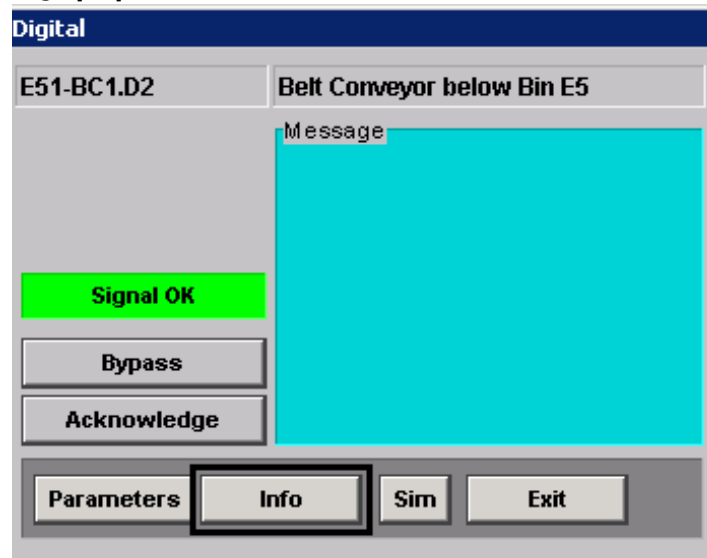 Digital
E51-BC1.D2
Belt Conveyor below Bin E5
Message
Signal OK
Bypass
Acknowledge
Parameters Info Sim Exit